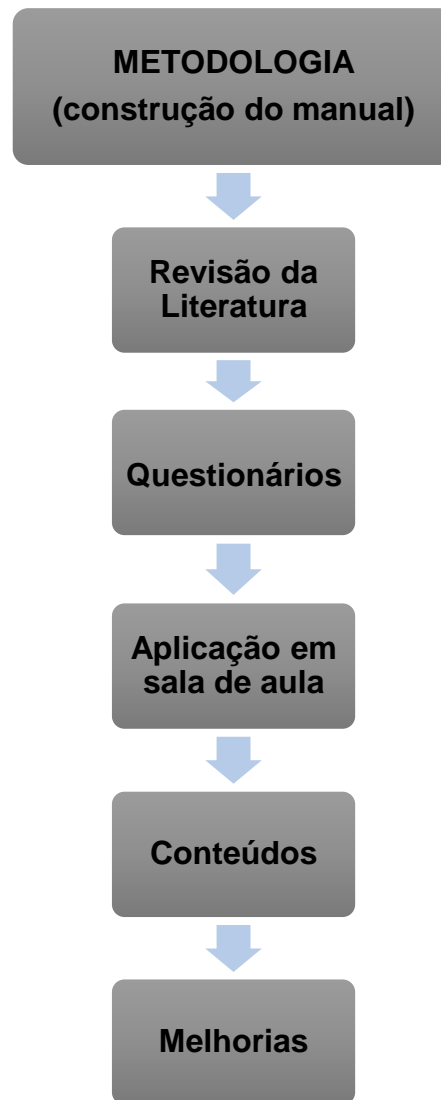 METODOLOGIA
(construção do manual)
Revisão da
Literatura
Questionários
Aplicação em
sala de aula
Conteúdos
Melhorias